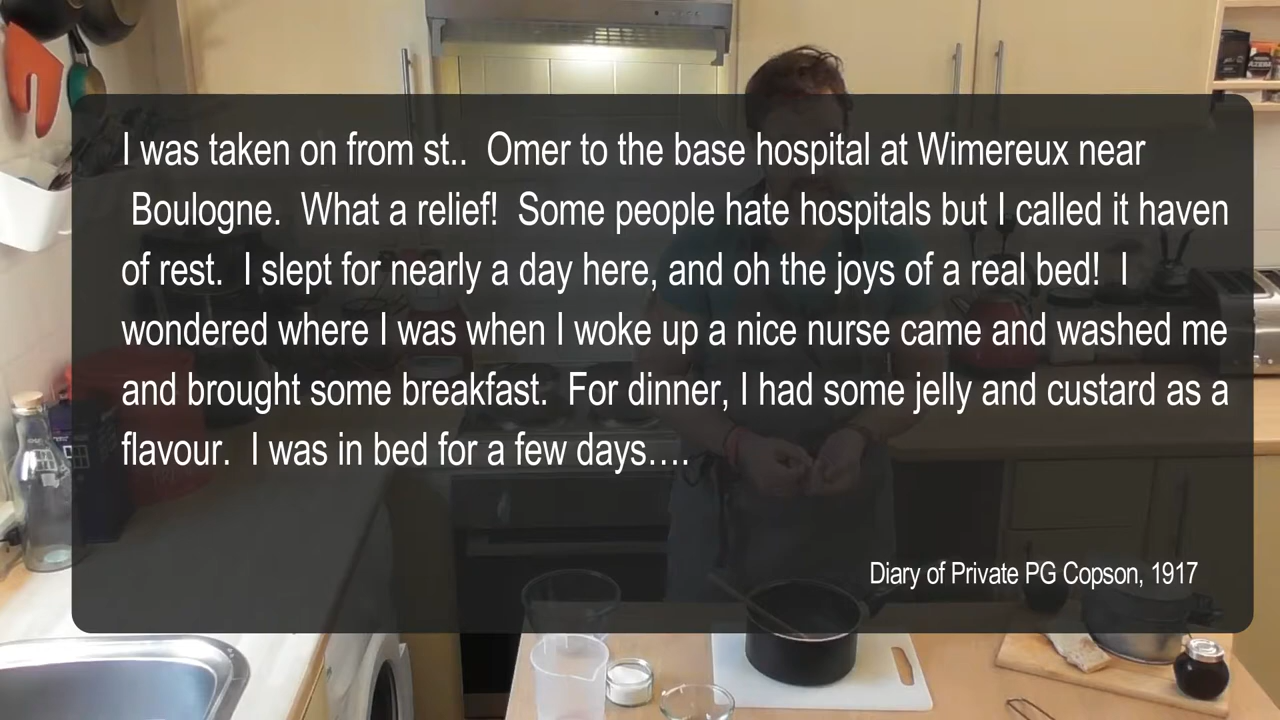 I was taken on from st..  Omer to the base hospital at Wimereux near
Boulogne.  What a relief!  Some people hate hospitals but I called it haven
of rest.  I slept for nearly a day here, and oh the joys of a real bed!  I
wondered where I was when I woke up a nice nurse came and washed me
and brought some breakfast.  For dinner, I had some jelly and custard as a
flavour.  I was in bed for a few days….
Diary of Private PG Copson, 1917